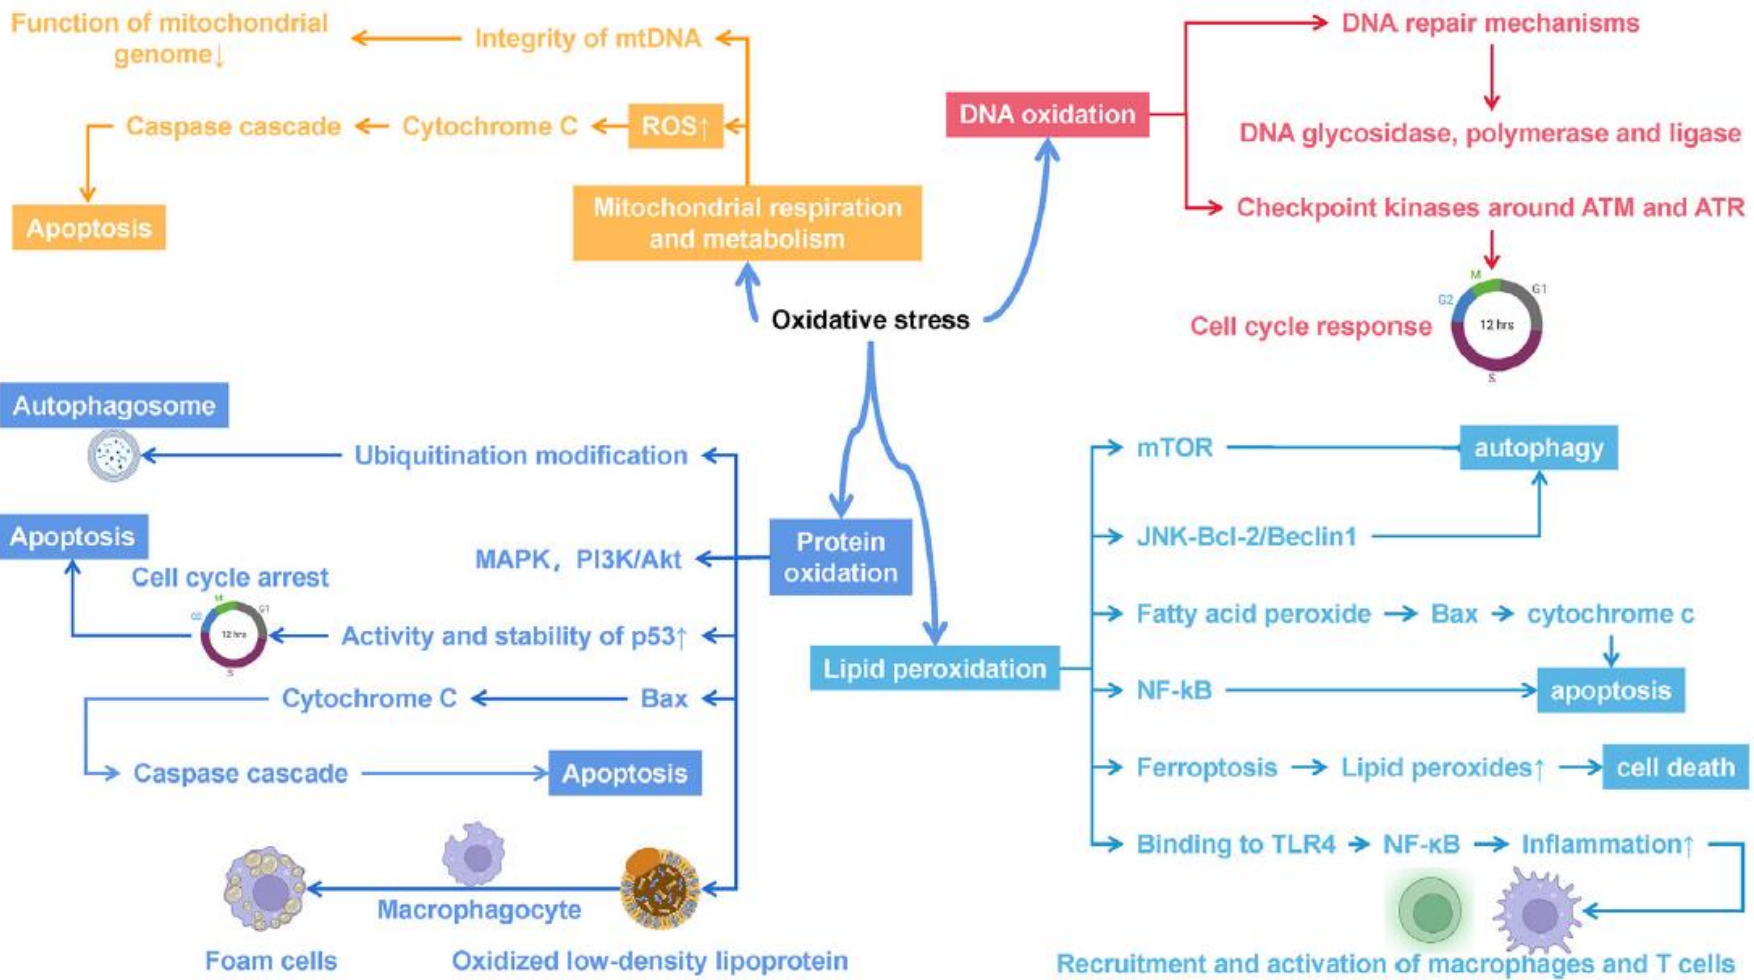 Function of mitochondrial
genome↓
Integrity of mtDNA
Caspase cascade
Cytochrome C
ROS↑
Apoptosis
Mitochondrial respiration
and metabolism
DNA oxidation
DNA repair mechanisms
DNA glycosidase, polymerase and ligase
Checkpoint kinases around ATM and ATR
Cell cycle response
M
G1
G2
12 hrs
S
Oxidative stress
Autophagosome
Ubiquitination modification
Apoptosis
MAPK, PI3K/Akt
Protein
oxidation
Cell cycle arrest
M
G1
G2
12 hrs
S
Activity and stability of p53↑
Cytochrome C
Bax
Caspase cascade
Apoptosis
Macrophagocyte
Foam cells
Oxidized low-density lipoprotein
Lipid peroxidation
mTOR
autophagy
JNK-Bcl-2/Beclin1
Fatty acid peroxide
Bax
cytochrome c
NF-kB
apoptosis
Ferroptosis
Lipid peroxides↑
cell death
Binding to TLR4
NF-κB
Inflammation↑
Recruitment and activation of macrophages and T cells